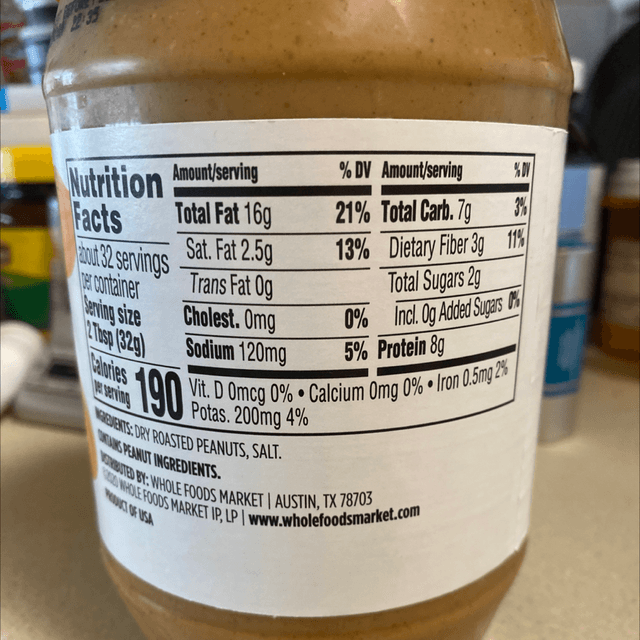 Nutrition
Facts
about 32 servings
per container
Serving size
2 Tbsp (32g)
Calories
per serving
190
Amount/serving % DV
Total Fat 16g 21%
Sat. Fat 2.5g 13%
Trans Fat 0g
Cholest. 0mg 0%
Sodium 120mg 5%
Amount/serving % DV
Total Carb. 7g 3%
Dietary Fiber 3g 11%
Total Sugars 2g
Incl. 0g Added Sugars 0%
Protein 8g
Vit. D 0mcg 0% • Calcium 0mg 0% • Iron 0.5mg 2%
Potas. 200mg 4%
INGREDIENTS: DRY ROASTED PEANUTS, SALT.
CONTAINS PEANUT INGREDIENTS.
DISTRIBUTED BY: WHOLE FOODS MARKET | AUSTIN, TX 78703
WHOLE FOODS MARKET IP, LP | www.wholefoodsmarket.com
PRODUCT OF USA